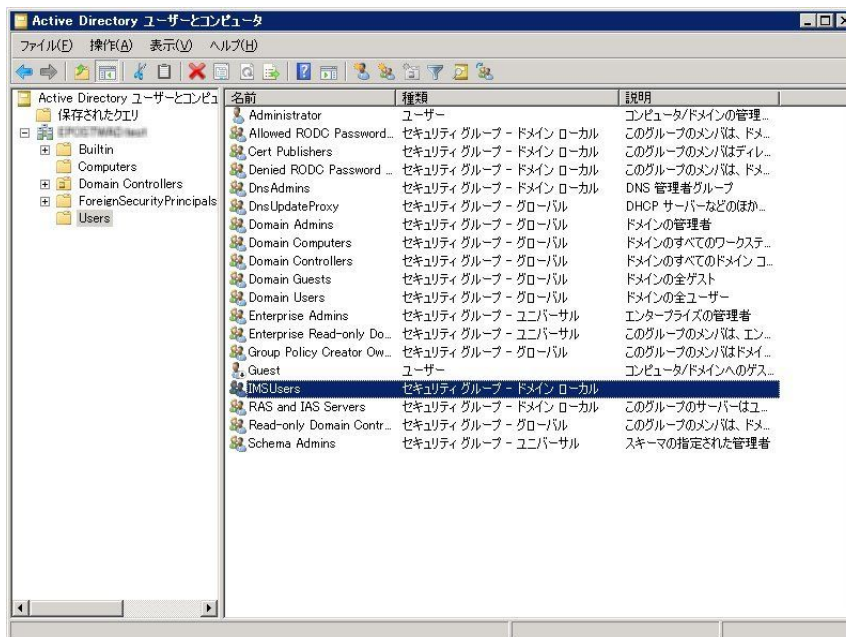 Active Directory ユーザーとコンピュータ
ファイル(F) 操作(A) 表示(V) ヘルプ(H)
Active Directory ユーザーとコンピュ
保存されたクエリ
Builtin
Computers
Domain Controllers
ForeignSecurityPrincipals
Users
名前 種類 説明
Administrator ユーザー コンピュータ/ドメインの管理...
Allowed RODC Password... セキュリティ グループ - ドメイン ローカル このグループのメンバは、ドメ...
Cert Publishers セキュリティ グループ - ドメイン ローカル このグループのメンバはディレ...
Denied RODC Password ... セキュリティ グループ - ドメイン ローカル このグループのメンバは、ドメ...
DnsAdmins セキュリティ グループ - ドメイン ローカル DNS 管理者グループ
DnsUpdateProxy セキュリティ グループ - グローバル DHCP サーバーなどのほか...
Domain Admins セキュリティ グループ - グローバル ドメインの管理者
Domain Computers セキュリティ グループ - グローバル ドメインのすべてのワークステ...
Domain Controllers セキュリティ グループ - グローバル ドメインのすべてのドメイン コ...
Domain Guests セキュリティ グループ - グローバル ドメインの全ゲスト
Domain Users セキュリティ グループ - グローバル ドメインの全ユーザー
Enterprise Admins セキュリティ グループ - ユニバーサル エンタープライズの管理者
Enterprise Read-only Do... セキュリティ グループ - ユニバーサル このグループのメンバは、エン...
Group Policy Creator Ow... セキュリティ グループ - グローバル このグループのメンバはドメイ...
Guest ユーザー コンピュータ/ドメインへのゲス...
IMSUsers セキュリティ グループ - ドメイン ローカル
RAS and IAS Servers セキュリティ グループ - ドメイン ローカル このグループのサーバーはユ...
Read-only Domain Contr... セキュリティ グループ - グローバル このグループのメンバは、ドメ...
Schema Admins セキュリティ グループ - ユニバーサル スキーマの指定された管理者